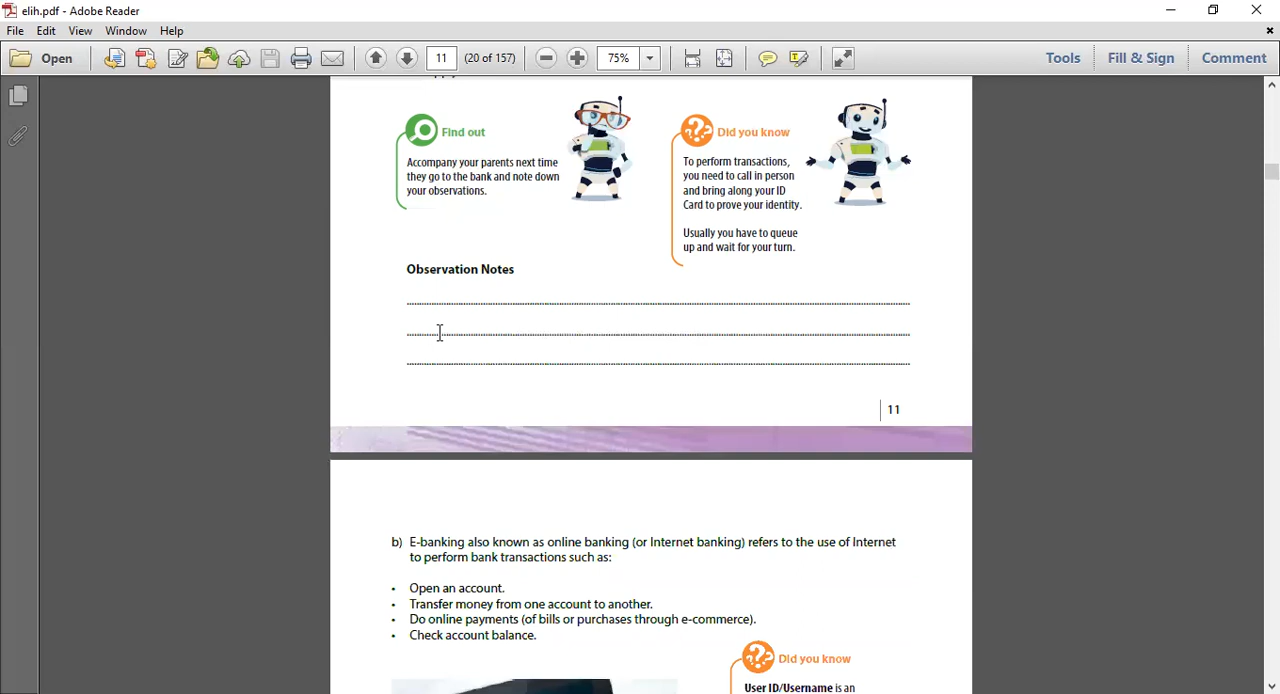 elih.pdf - Adobe Reader
File Edit View Window Help
Open 11 (20 of 157) 75% Tools Fill & Sign Comment
Find out
Accompany your parents next time
they go to the bank and note down
your observations.
Did you know
To perform transactions,
you need to call in person
and bring along your ID
Card to prove your identity.
Usually you have to queue
up and wait for your turn.
Observation Notes
11
b) E-banking also known as online banking (or Internet banking) refers to the use of Internet
to perform bank transactions such as:
• Open an account.
• Transfer money from one account to another.
• Do online payments (of bills or purchases through e-commerce).
• Check account balance.
Did you know
User ID/Username is an